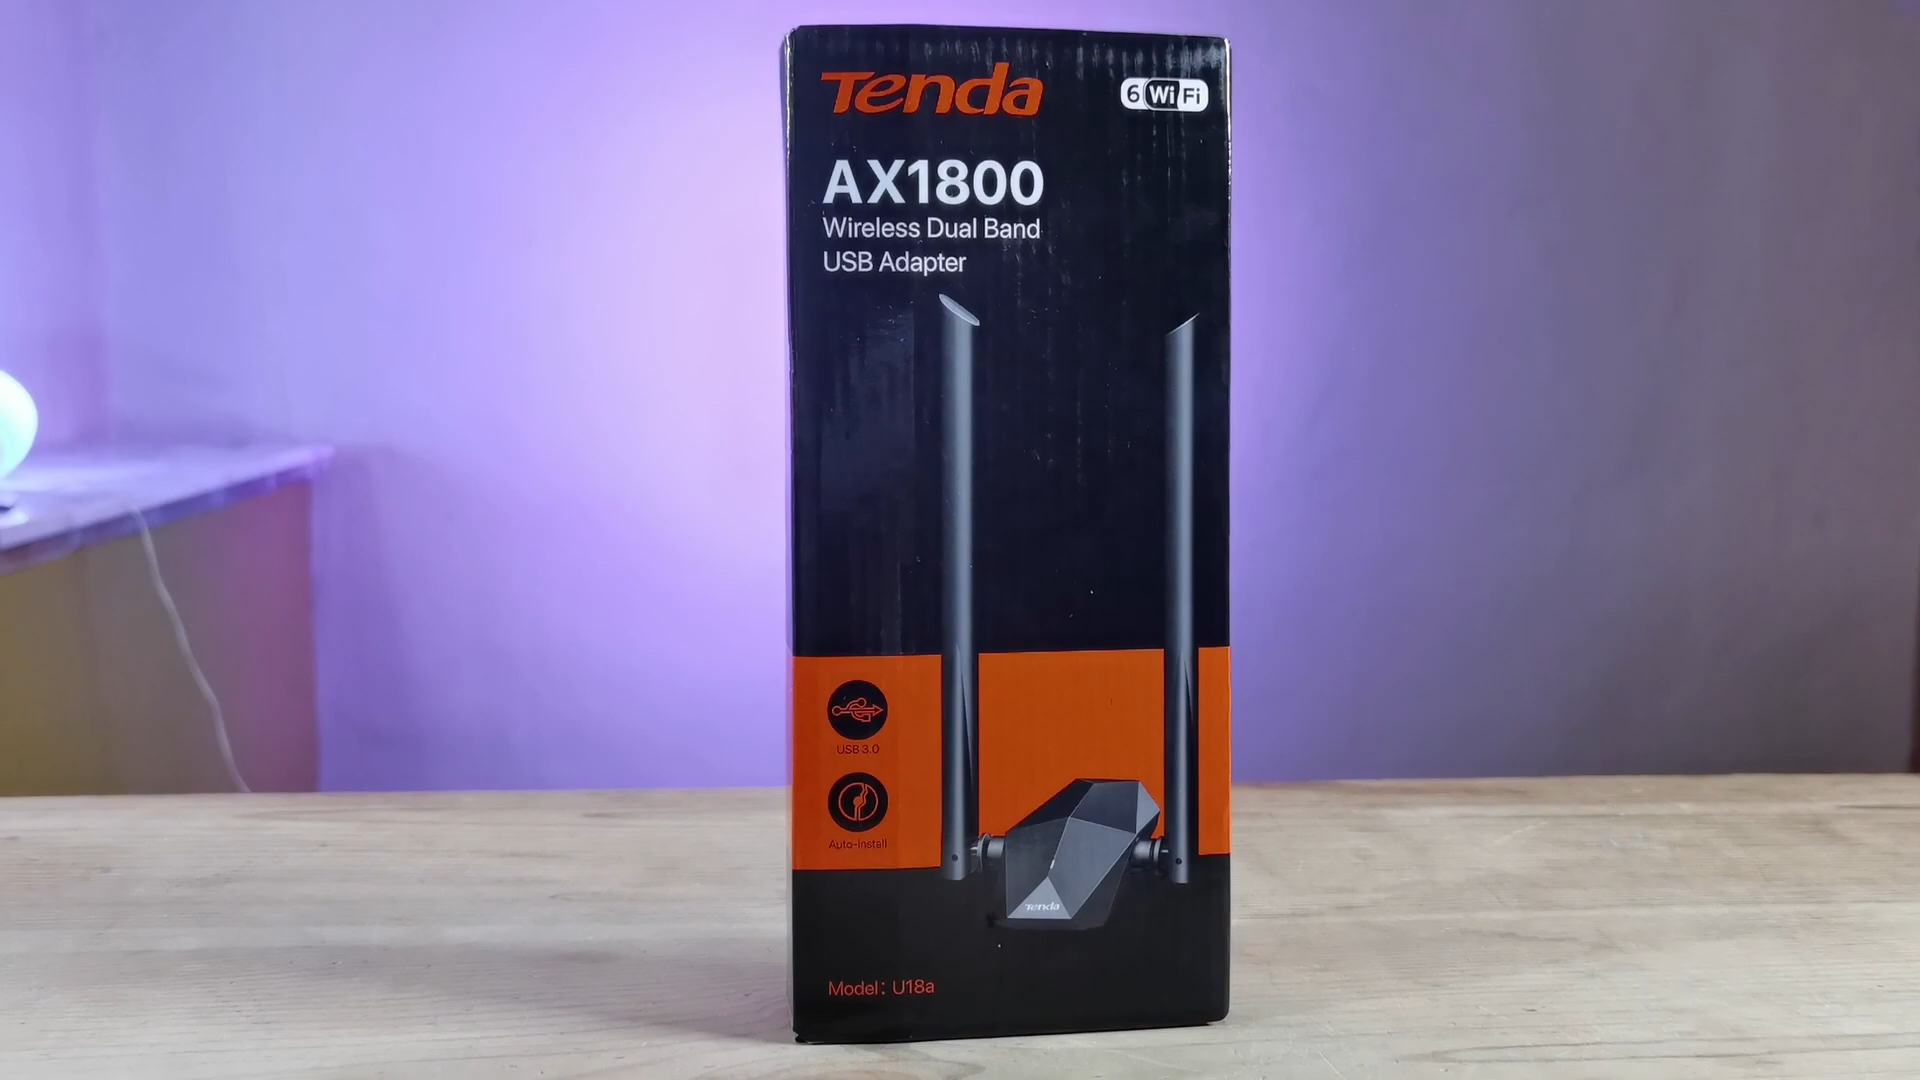 Tenda
6 WiFi
AX1800
Wireless Dual Band
USB Adapter
USB 3.0
Auto-install
Tenda
Model: U18a